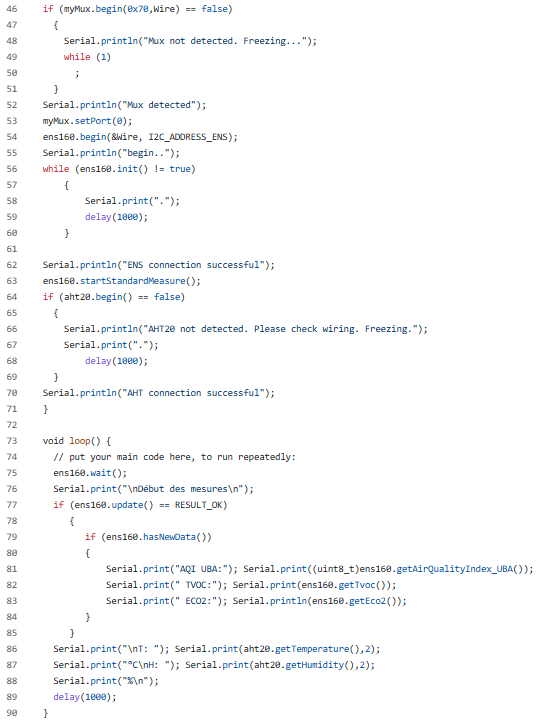 46 if (myMux.begin(0x70,Wire) == false)
47 {
48 Serial.println("Mux not detected. Freezing...");
49 while (1)
50 ;
51 }
52 Serial.println("Mux detected");
53 myMux.setPort(0);
54 ens160.begin(&Wire, I2C_ADDRESS_ENS);
55 Serial.println("begin..");
56 while (ens160.init() != true)
57 {
58 Serial.print(".");
59 delay(1000);
60 }
61
62 Serial.println("ENS connection successful");
63 ens160.startStandardMeasure();
64 if (aht20.begin() == false)
65 {
66 Serial.println("AHT20 not detected. Please check wiring. Freezing.");
67 Serial.print(".");
68 delay(1000);
69 }
70 Serial.println("AHT connection successful");
71 }
72
73 void loop() {
74 // put your main code here, to run repeatedly:
75 ens160.wait();
76 Serial.print("\nDébut des mesures\n");
77 if (ens160.update() == RESULT_OK)
78 {
79 if (ens160.hasNewData())
80 {
81 Serial.print("AQI UBA:"); Serial.print((uint8_t)ens160.getAirQualityIndex_UBA());
82 Serial.print(" TVOC:"); Serial.print(ens160.getTvoc());
83 Serial.print(" ECO2:"); Serial.println(ens160.getEco2());
84 }
85 }
86 Serial.print("\nT: "); Serial.print(aht20.getTemperature(),2);
87 Serial.print("°C\nH: "); Serial.print(aht20.getHumidity(),2);
88 Serial.print("%\n");
89 delay(1000);
90 }